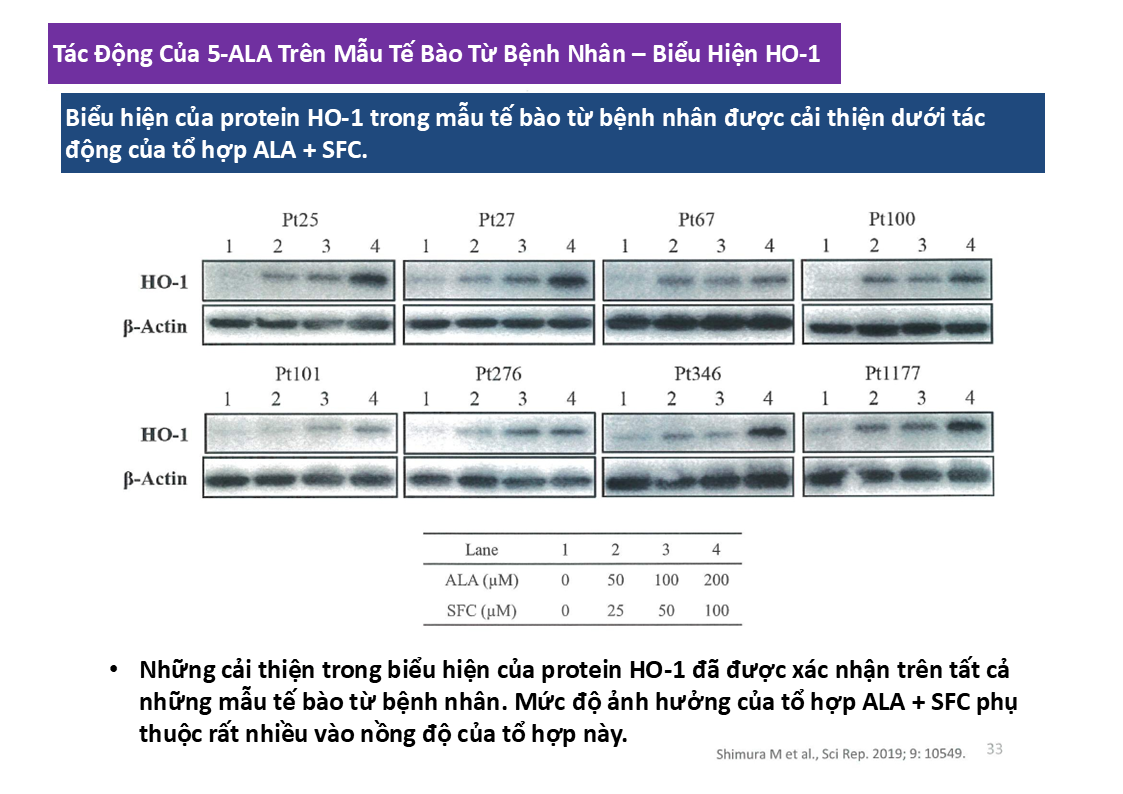 Tác Động Của 5-ALA Trên Mẫu Tế Bào Từ Bệnh Nhân – Biểu Hiện HO-1
Biểu hiện của protein HO-1 trong mẫu tế bào từ bệnh nhân được cải thiện dưới tác
động của tổ hợp ALA + SFC.
Pt25 Pt27 Pt67 Pt100
1 2 3 4 1 2 3 4 1 2 3 4 1 2 3 4
HO-1
β-Actin
Pt101 Pt276 Pt346 Pt1177
1 2 3 4 1 2 3 4 1 2 3 4 1 2 3 4
HO-1
β-Actin
Lane 1 2 3 4
ALA (μM) 0 50 100 200
SFC (μM) 0 25 50 100
• Những cải thiện trong biểu hiện của protein HO-1 đã được xác nhận trên tất cả
những mẫu tế bào từ bệnh nhân. Mức độ ảnh hưởng của tổ hợp ALA + SFC phụ
thuộc rất nhiều vào nồng độ của tổ hợp này.
Shimura M et al., Sci Rep. 2019; 9: 10549.
33